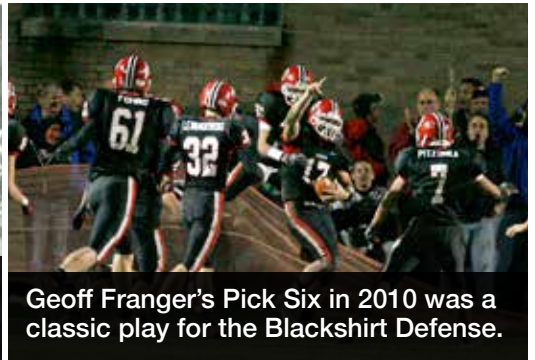 61
32
17
7
Geoff Franger’s Pick Six in 2010 was a
classic play for the Blackshirt Defense.